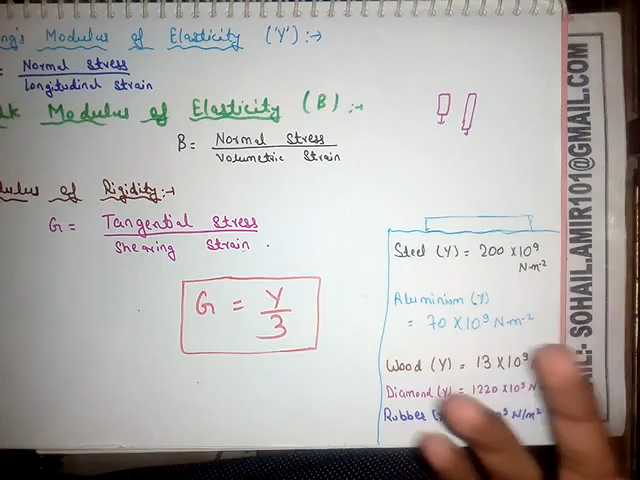 Modulus of Elasticity ('Y') :→
= Normal Stress
Longitudinal Strain
Modulus of Elasticity (B) :→
B = Normal Stress
Volumetric Strain
of Rigidity :→
G = Tangential Stress
Shearing Strain .
G = Y
3
Steel (Y) = 200 × 10⁹
N-m⁻²
Aluminium (Y)
= 70 × 10⁹ N-m⁻²
Wood (Y) = 13 × 10⁹
Diamond (Y) = 1220 × 10⁹ N
Rubber N/m²
:- SOHAIL.AMIR101@GMAIL.COM